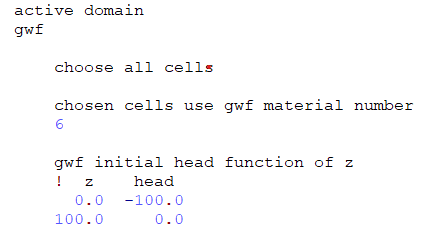 active domain
gwf
choose all cells
chosen cells use gwf material number
6
gwf initial head function of z
! z head
0.0 -100.0
100.0 0.0